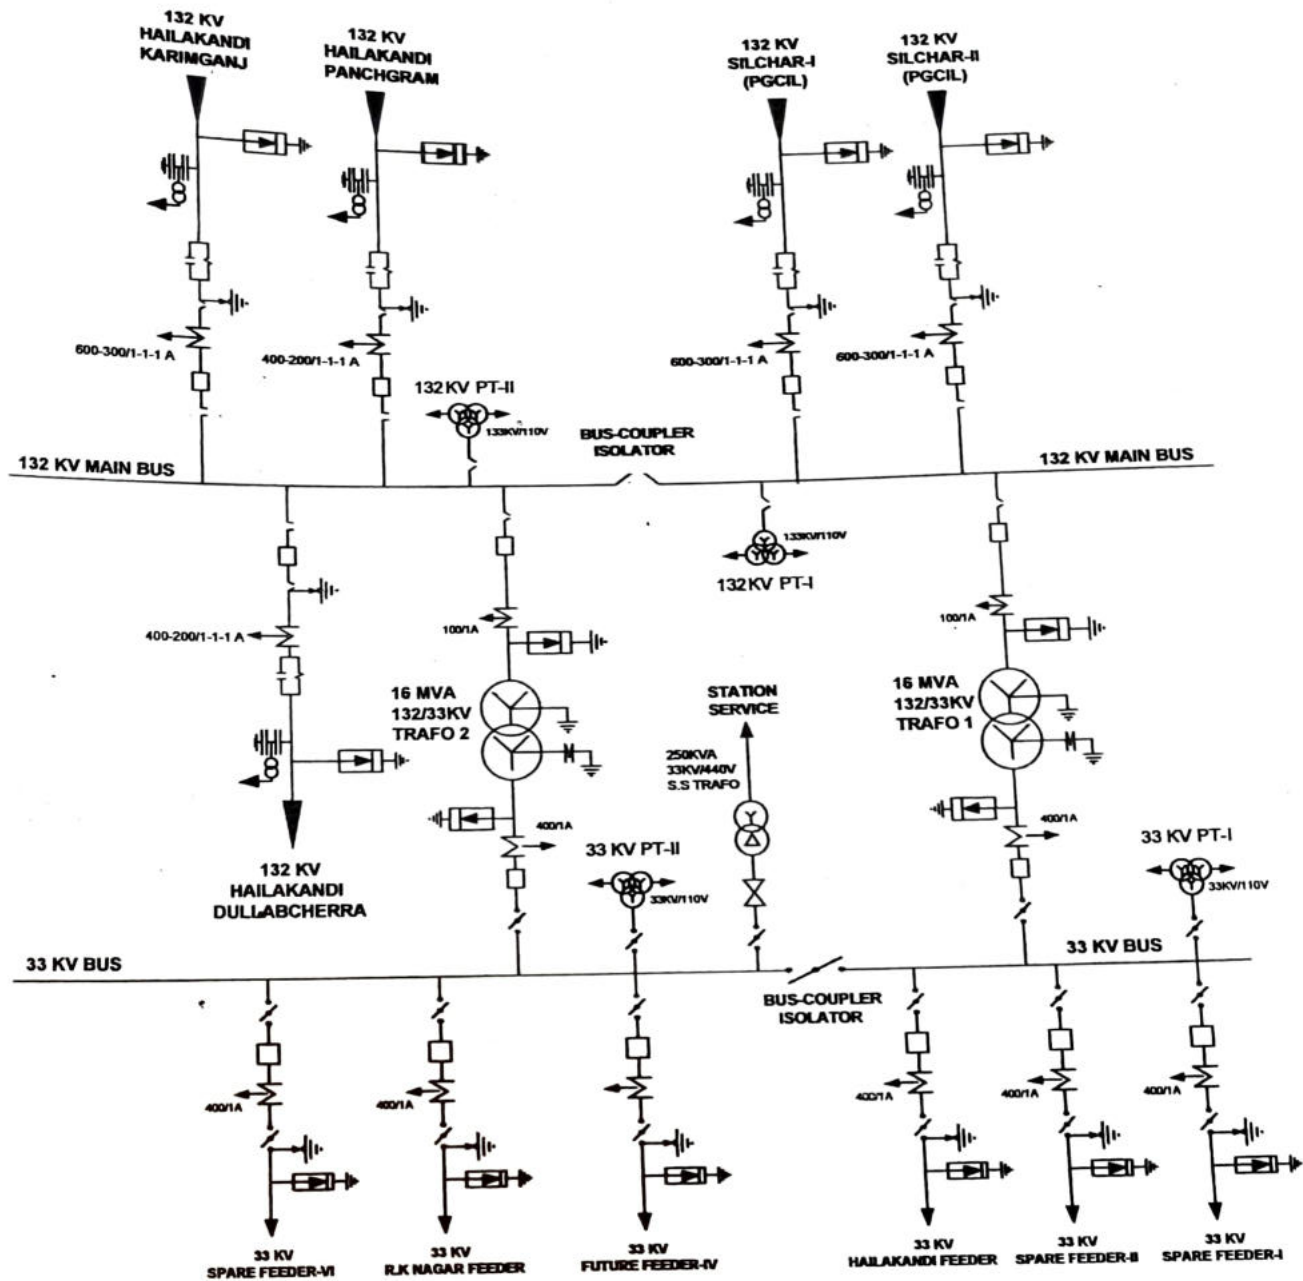 132 KV
HAILAKANDI
KARIMGANJ
132 KV
HAILAKANDI
PANCHGRAM
132 KV
SILCHAR-I
(PGCIL)
132 KV
SILCHAR-II
(PGCIL)
600-300/1-1-1 A
400-200/1-1-1 A
600-300/1-1-1 A
600-300/1-1-1 A
132 KV PT-II
133KV/110V
BUS-COUPLER
ISOLATOR
132 KV MAIN BUS
132 KV MAIN BUS
133KV/110V
132 KV PT-I
400-200/1-1-1 A
100/1A
100/1A
16 MVA
132/33KV
TRAFO 2
STATION
SERVICE
16 MVA
132/33KV
TRAFO 1
250KVA
33KV/440V
S.S TRAFO
400/1A
400/1A
132 KV
HAILAKANDI
DULLABCHERRA
33 KV PT-II
33KV/110V
33 KV PT-I
33KV/110V
33 KV BUS
33 KV BUS
BUS-COUPLER
ISOLATOR
400/1A
400/1A
400/1A
400/1A
400/1A
400/1A
33 KV
SPARE FEEDER-VI
33 KV
R.K NAGAR FEEDER
33 KV
FUTURE FEEDER-IV
33 KV
HAILAKANDI FEEDER
33 KV
SPARE FEEDER-II
33 KV
SPARE FEEDER-I